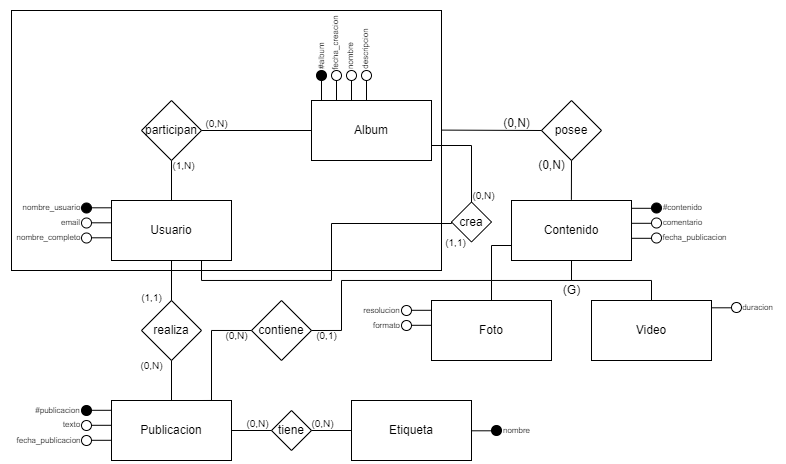 #album
fecha_creacion
nombre
descripcion
participan
(0,N)
Album
(0,N)
posee
(1,N)
(0,N)
(0,N)
nombre_usuario
email
nombre_completo
Usuario
crea
(1,1)
Contenido
#contenido
comentario
fecha_publicacion
(1,1)
(G)
realiza
(0,N)
contiene
(0,1)
resolucion
formato
Foto
Video
duracion
(0,N)
#publicacion
texto
fecha_publicacion
Publicacion
(0,N)
tiene
(0,N)
Etiqueta
nombre